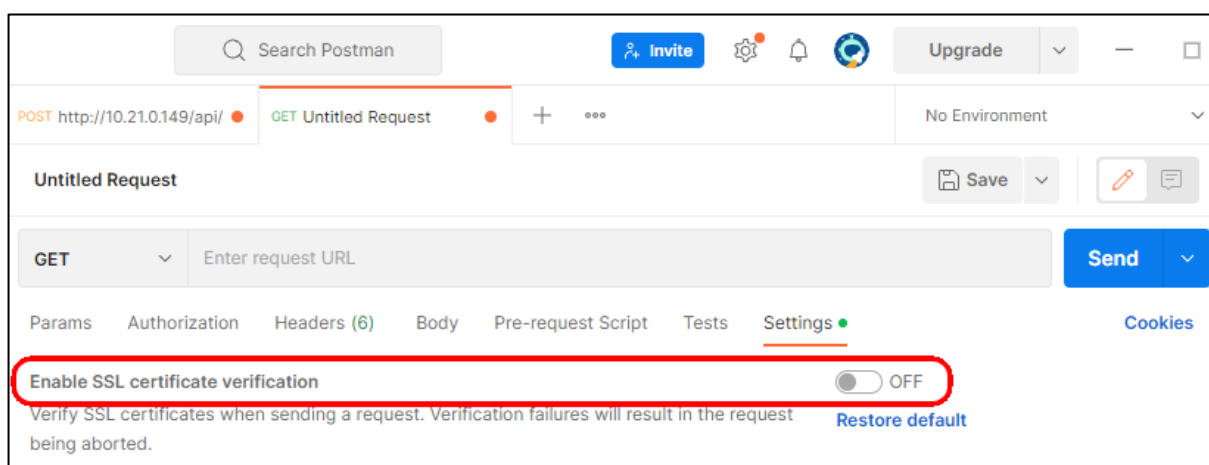 Search Postman
Invite
Upgrade
POST http://10.21.0.149/api/
GET Untitled Request
No Environment
Untitled Request
Save
GET
Enter request URL
Send
Params Authorization Headers (6) Body Pre-request Script Tests Settings
Cookies
Enable SSL certificate verification
OFF
Verify SSL certificates when sending a request. Verification failures will result in the request
being aborted.
Restore default